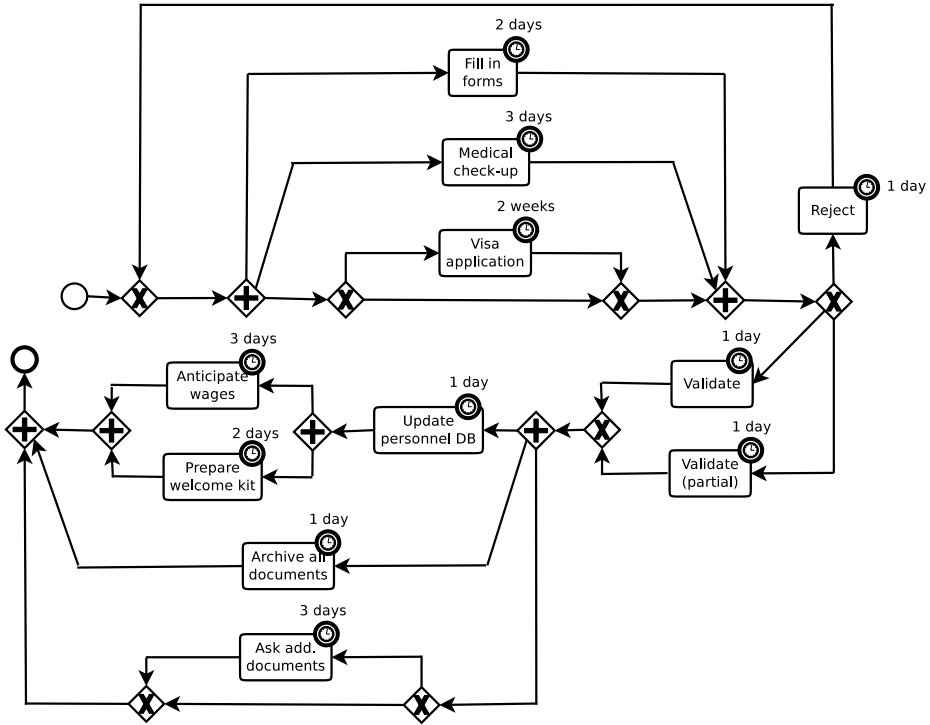 2 days
Fill in
forms
3 days
Medical
check-up
2 weeks
Visa
application
1 day
Reject
3 days
Anticipate
wages
1 day
Update
personnel DB
1 day
Validate
2 days
Prepare
welcome kit
1 day
Validate
(partial)
1 day
Archive all
documents
3 days
Ask add.
documents